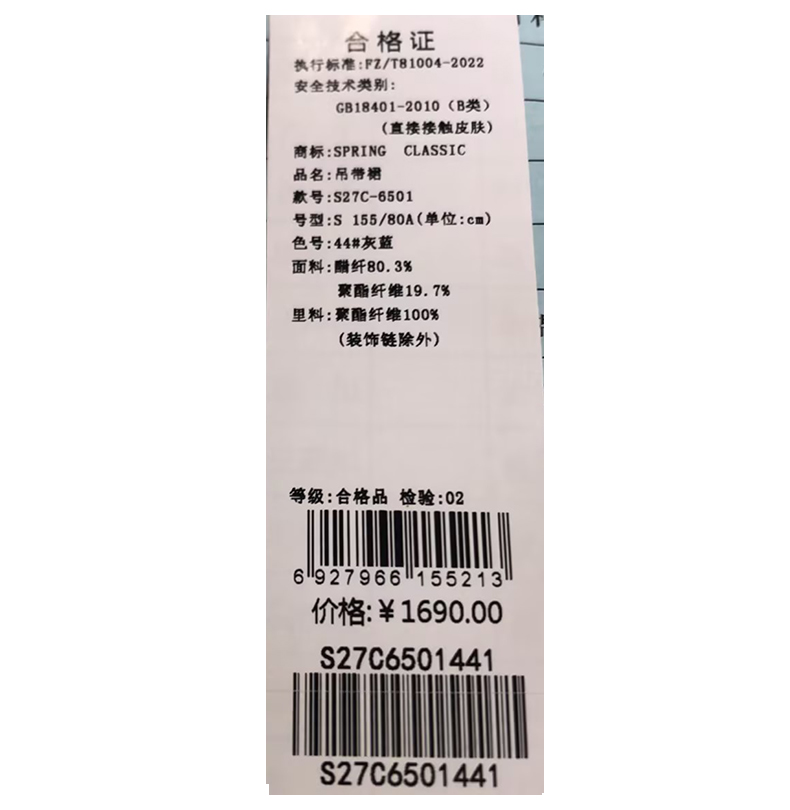 合格证
执行标准:FZ/T81004-2022
安全技术类别:
GB18401-2010(B类)
(直接接触皮肤)
商标:SPRING CLASSIC
品名:吊带裙
款号:S27C-6501
号型:S 155/80A(单位:cm)
色号:44#灰蓝
面料:醋纤80.3%
聚酯纤维19.7%
里料:聚酯纤维100%
(装饰链除外)
等级:合格品 检验:02
6 927966 155213
价格:¥1690.00
S27C6501441
S27C6501441